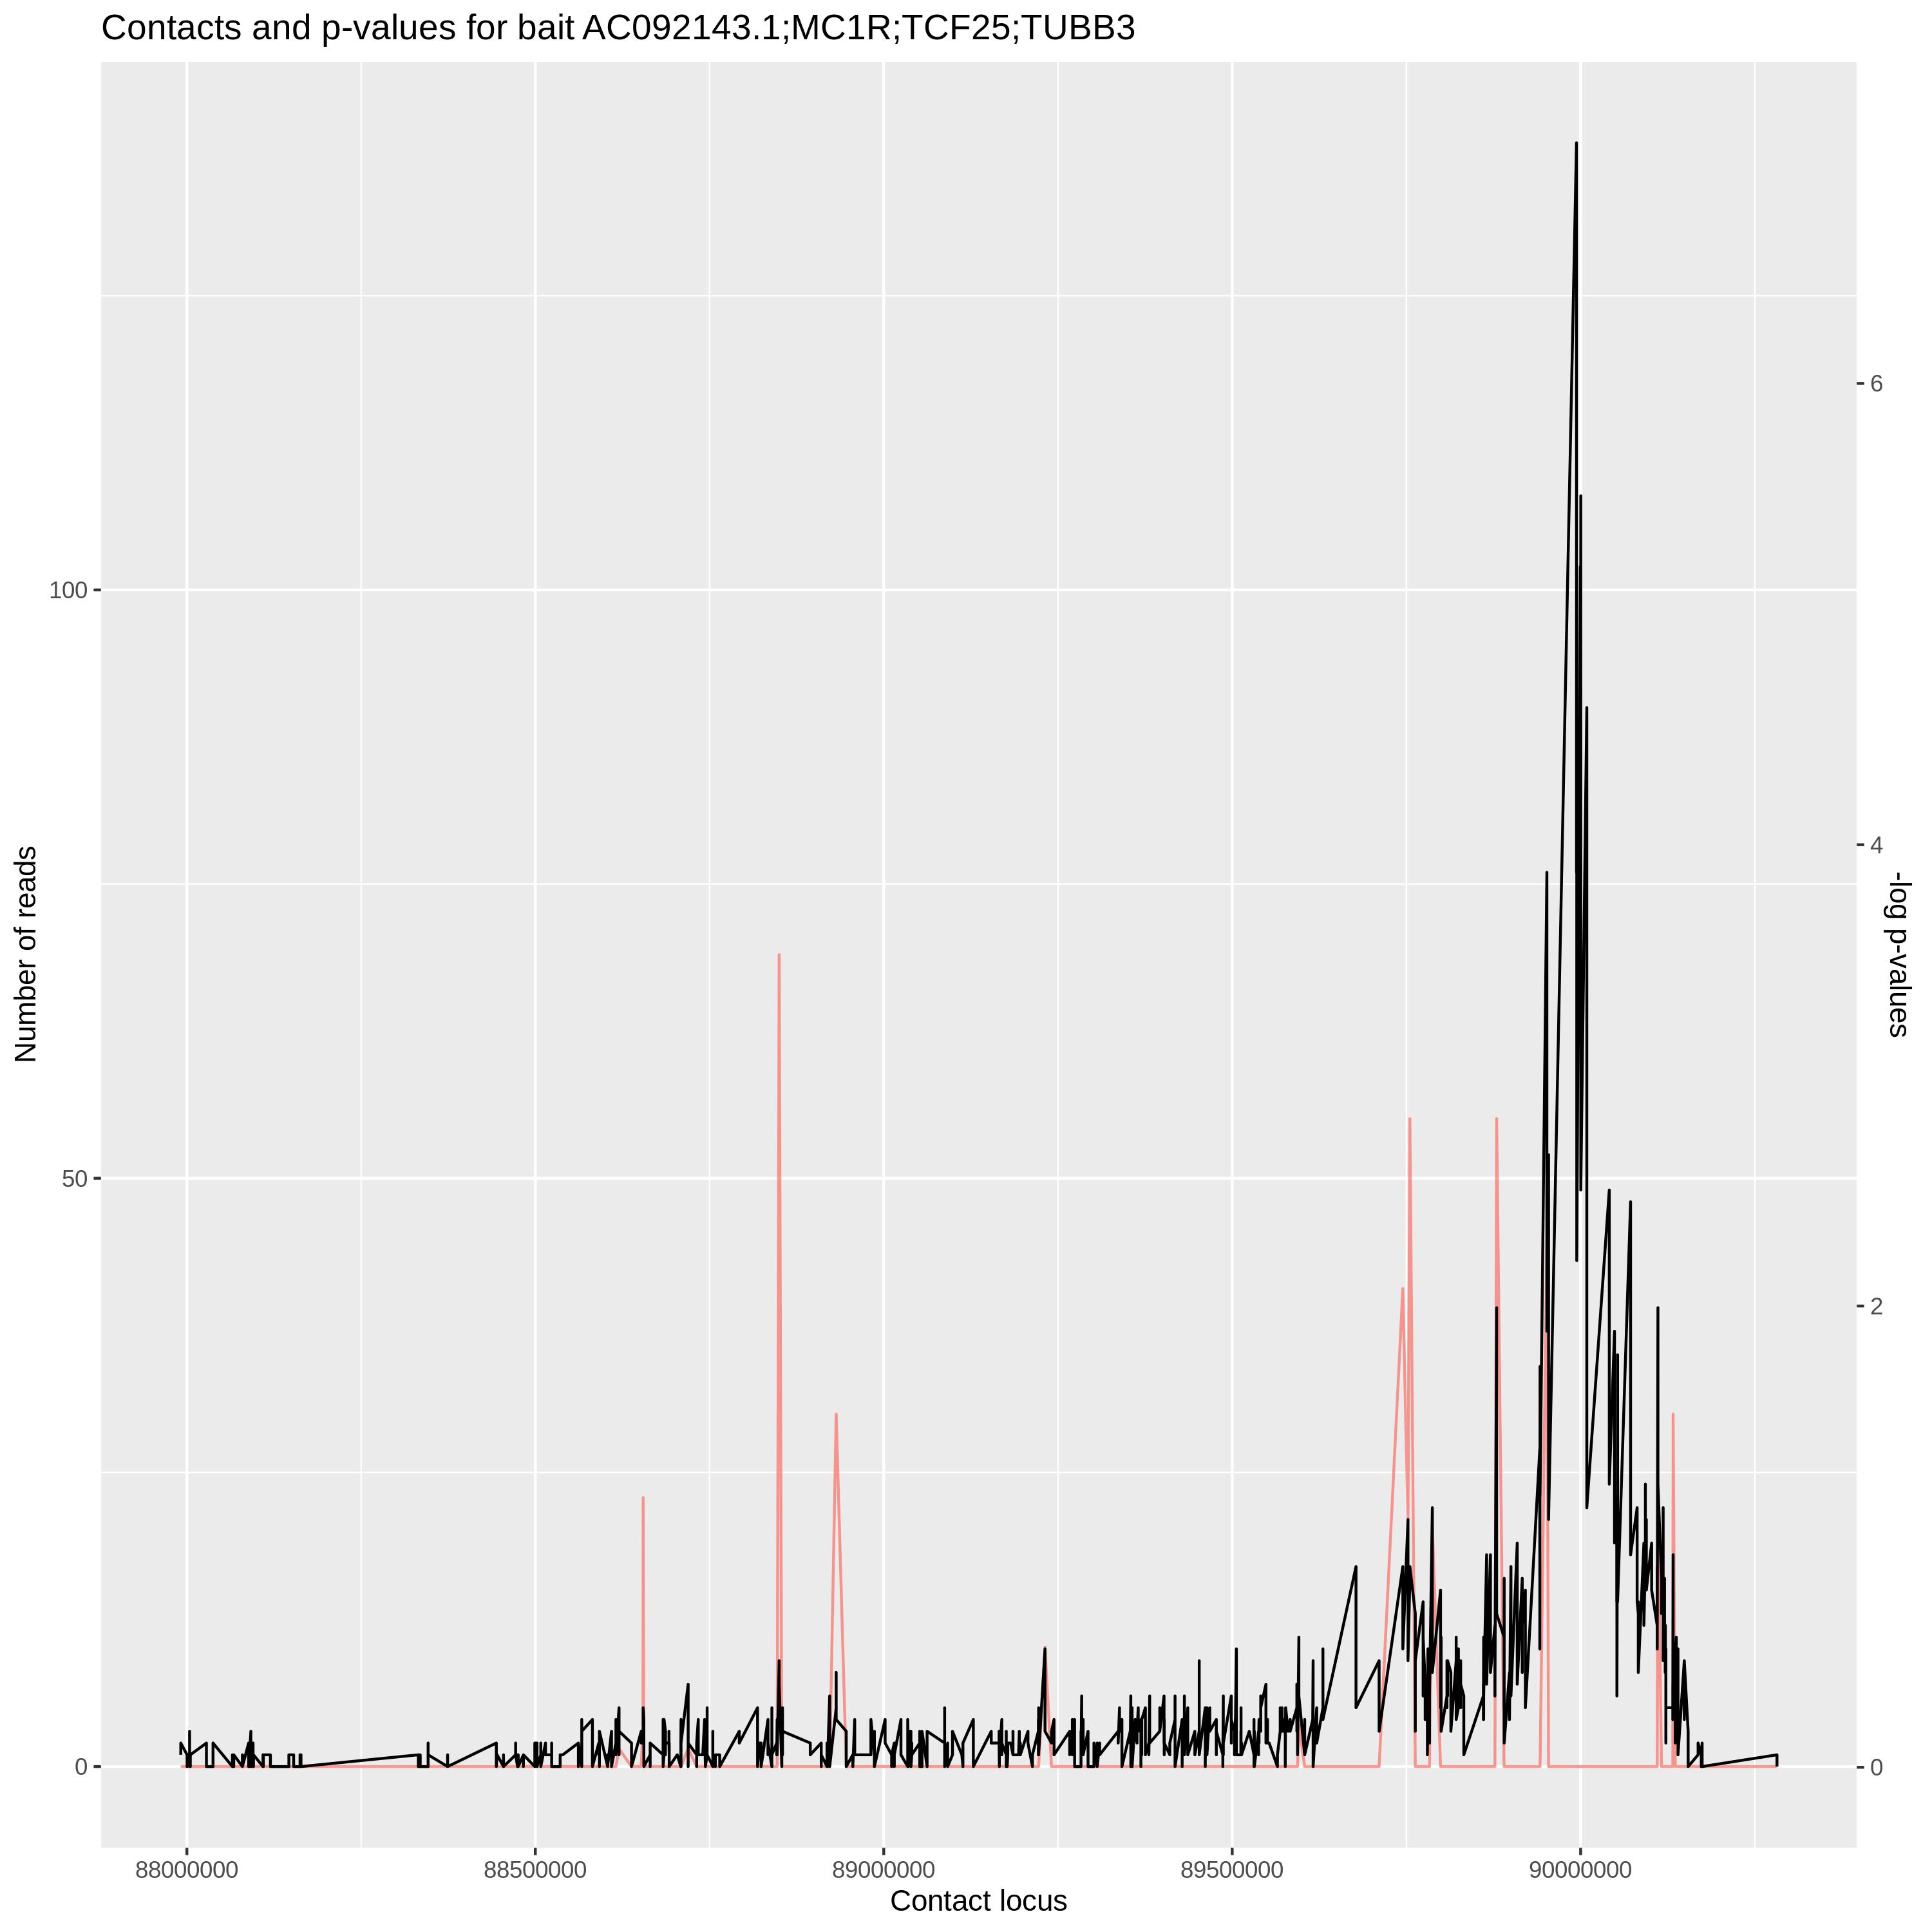 Contacts and p-values for bait AC092143.1;MC1R;TCF25;TUBB3
Number of reads
100
50
0
6
4
2
0
-log p-values
88000000 88500000 89000000 89500000 90000000
Contact locus